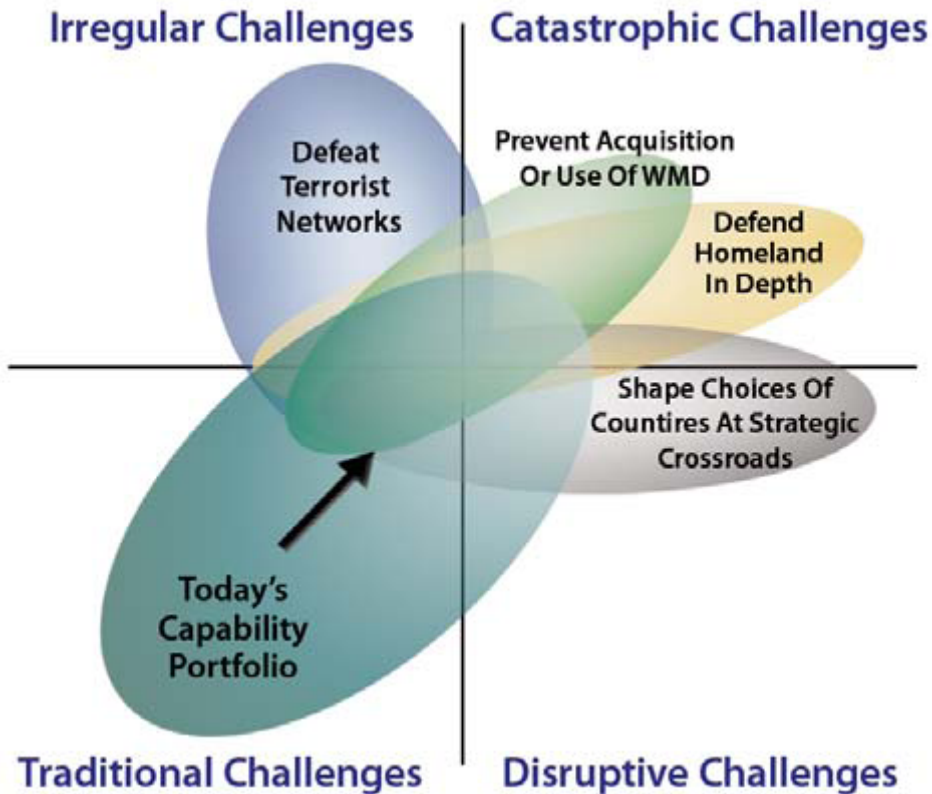 Irregular Challenges
Catastrophic Challenges
Defeat
Terrorist
Networks
Prevent Acquisition
Or Use Of WMD
Defend
Homeland
In Depth
Shape Choices Of
Countires At Strategic
Crossroads
Today's
Capability
Portfolio
Traditional Challenges
Disruptive Challenges